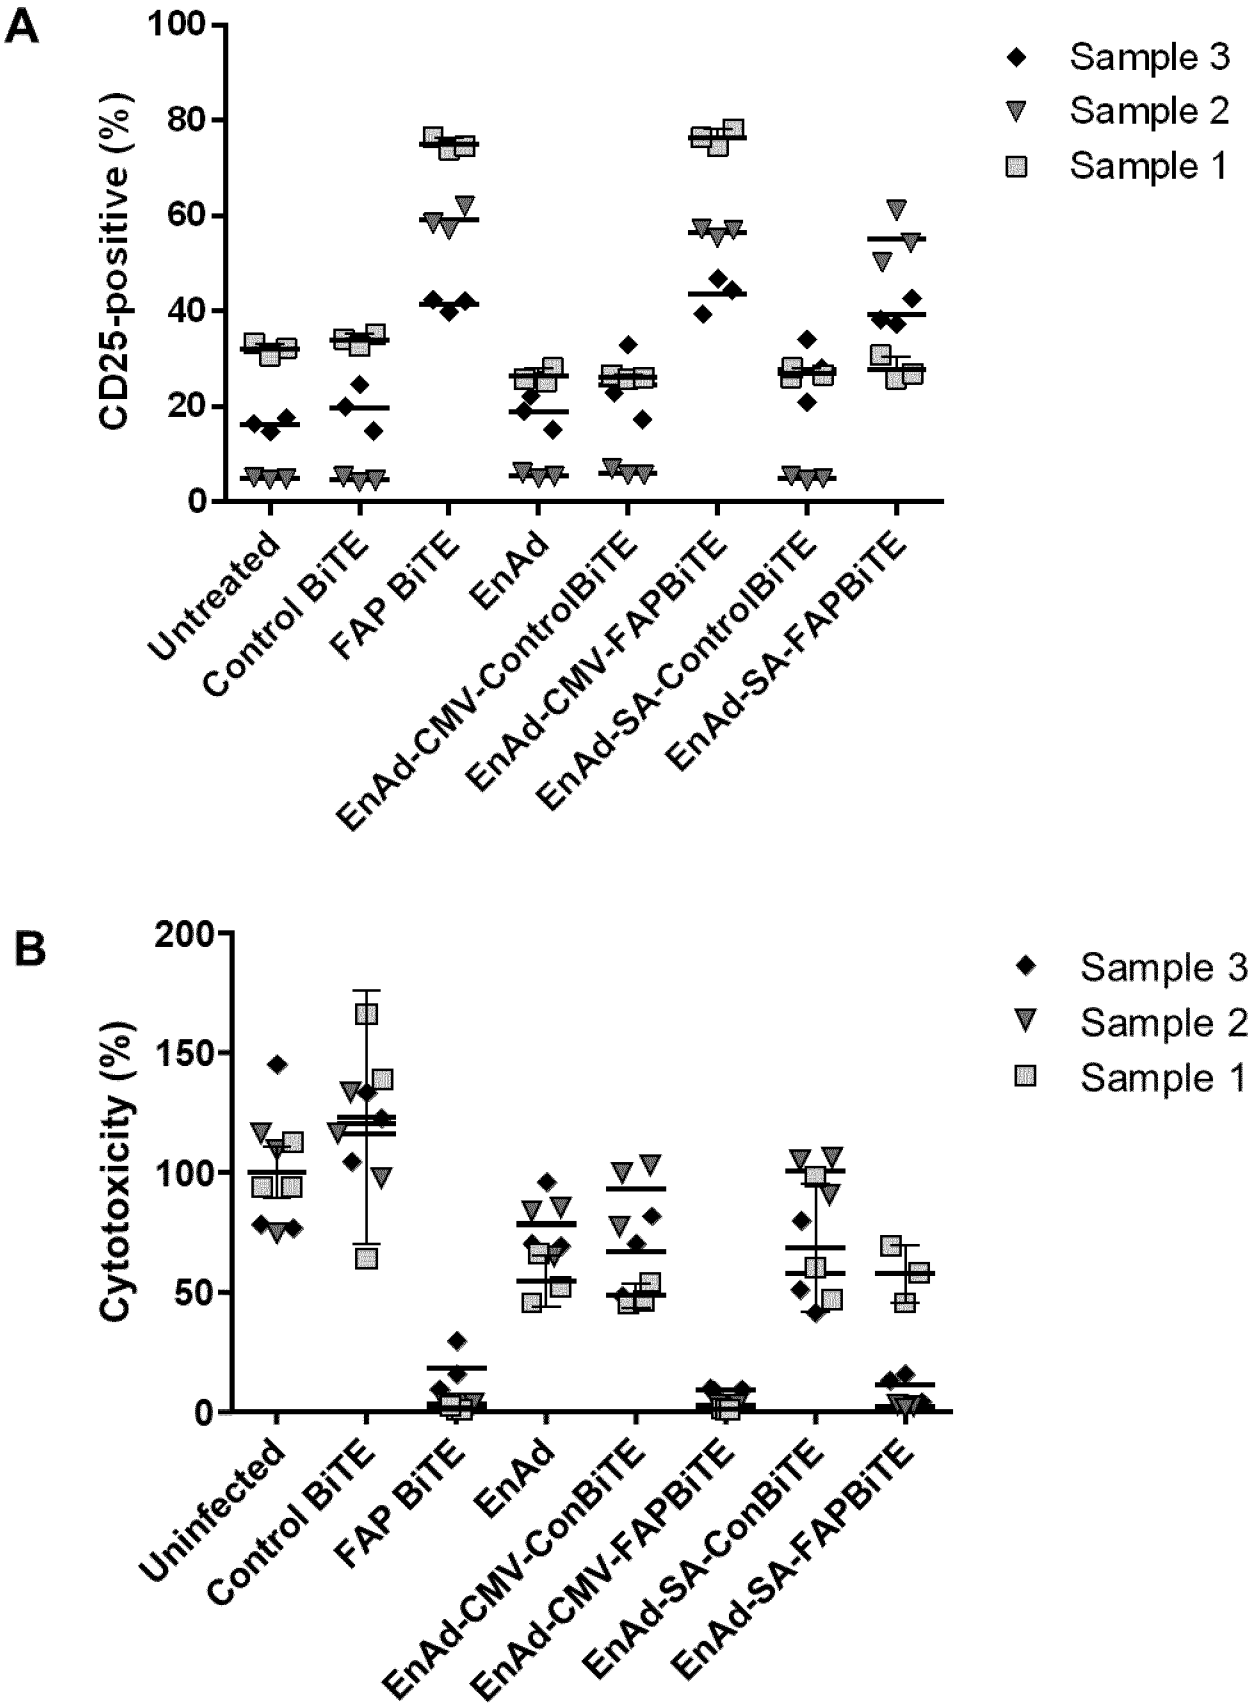 A
CD25-positive (%)
100
80
60
40
20
0
Sample 3
Sample 2
Sample 1
Untreated
Control BiTE
FAP BiTE
EnAd
EnAd-CMV-ControlBiTE
EnAd-CMV-FAPBiTE
EnAd-SA-ControlBiTE
EnAd-SA-FAPBiTE
B
Cytotoxicity (%)
200
150
100
50
0
Sample 3
Sample 2
Sample 1
Uninfected
Control BiTE
FAP BiTE
EnAd
EnAd-CMV-ConBiTE
EnAd-CMV-FAPBiTE
EnAd-SA-ConBiTE
EnAd-SA-FAPBiTE